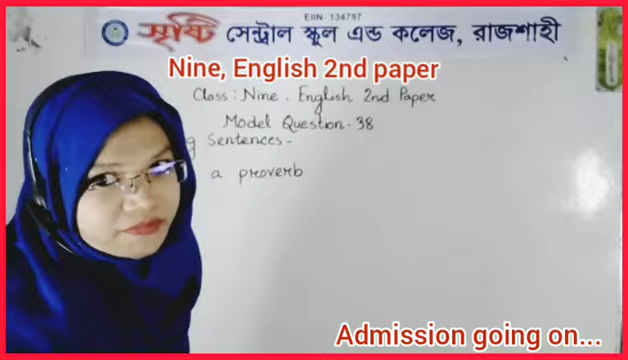 EIIN- 134797
সৃষ্টি সেন্ট্রাল স্কুল এন্ড কলেজ, রাজশাহী
Nine, English 2nd paper
Class : Nine . English 2nd Paper
Model Question - 38
g Sentences -
a proverb
Admission going on...